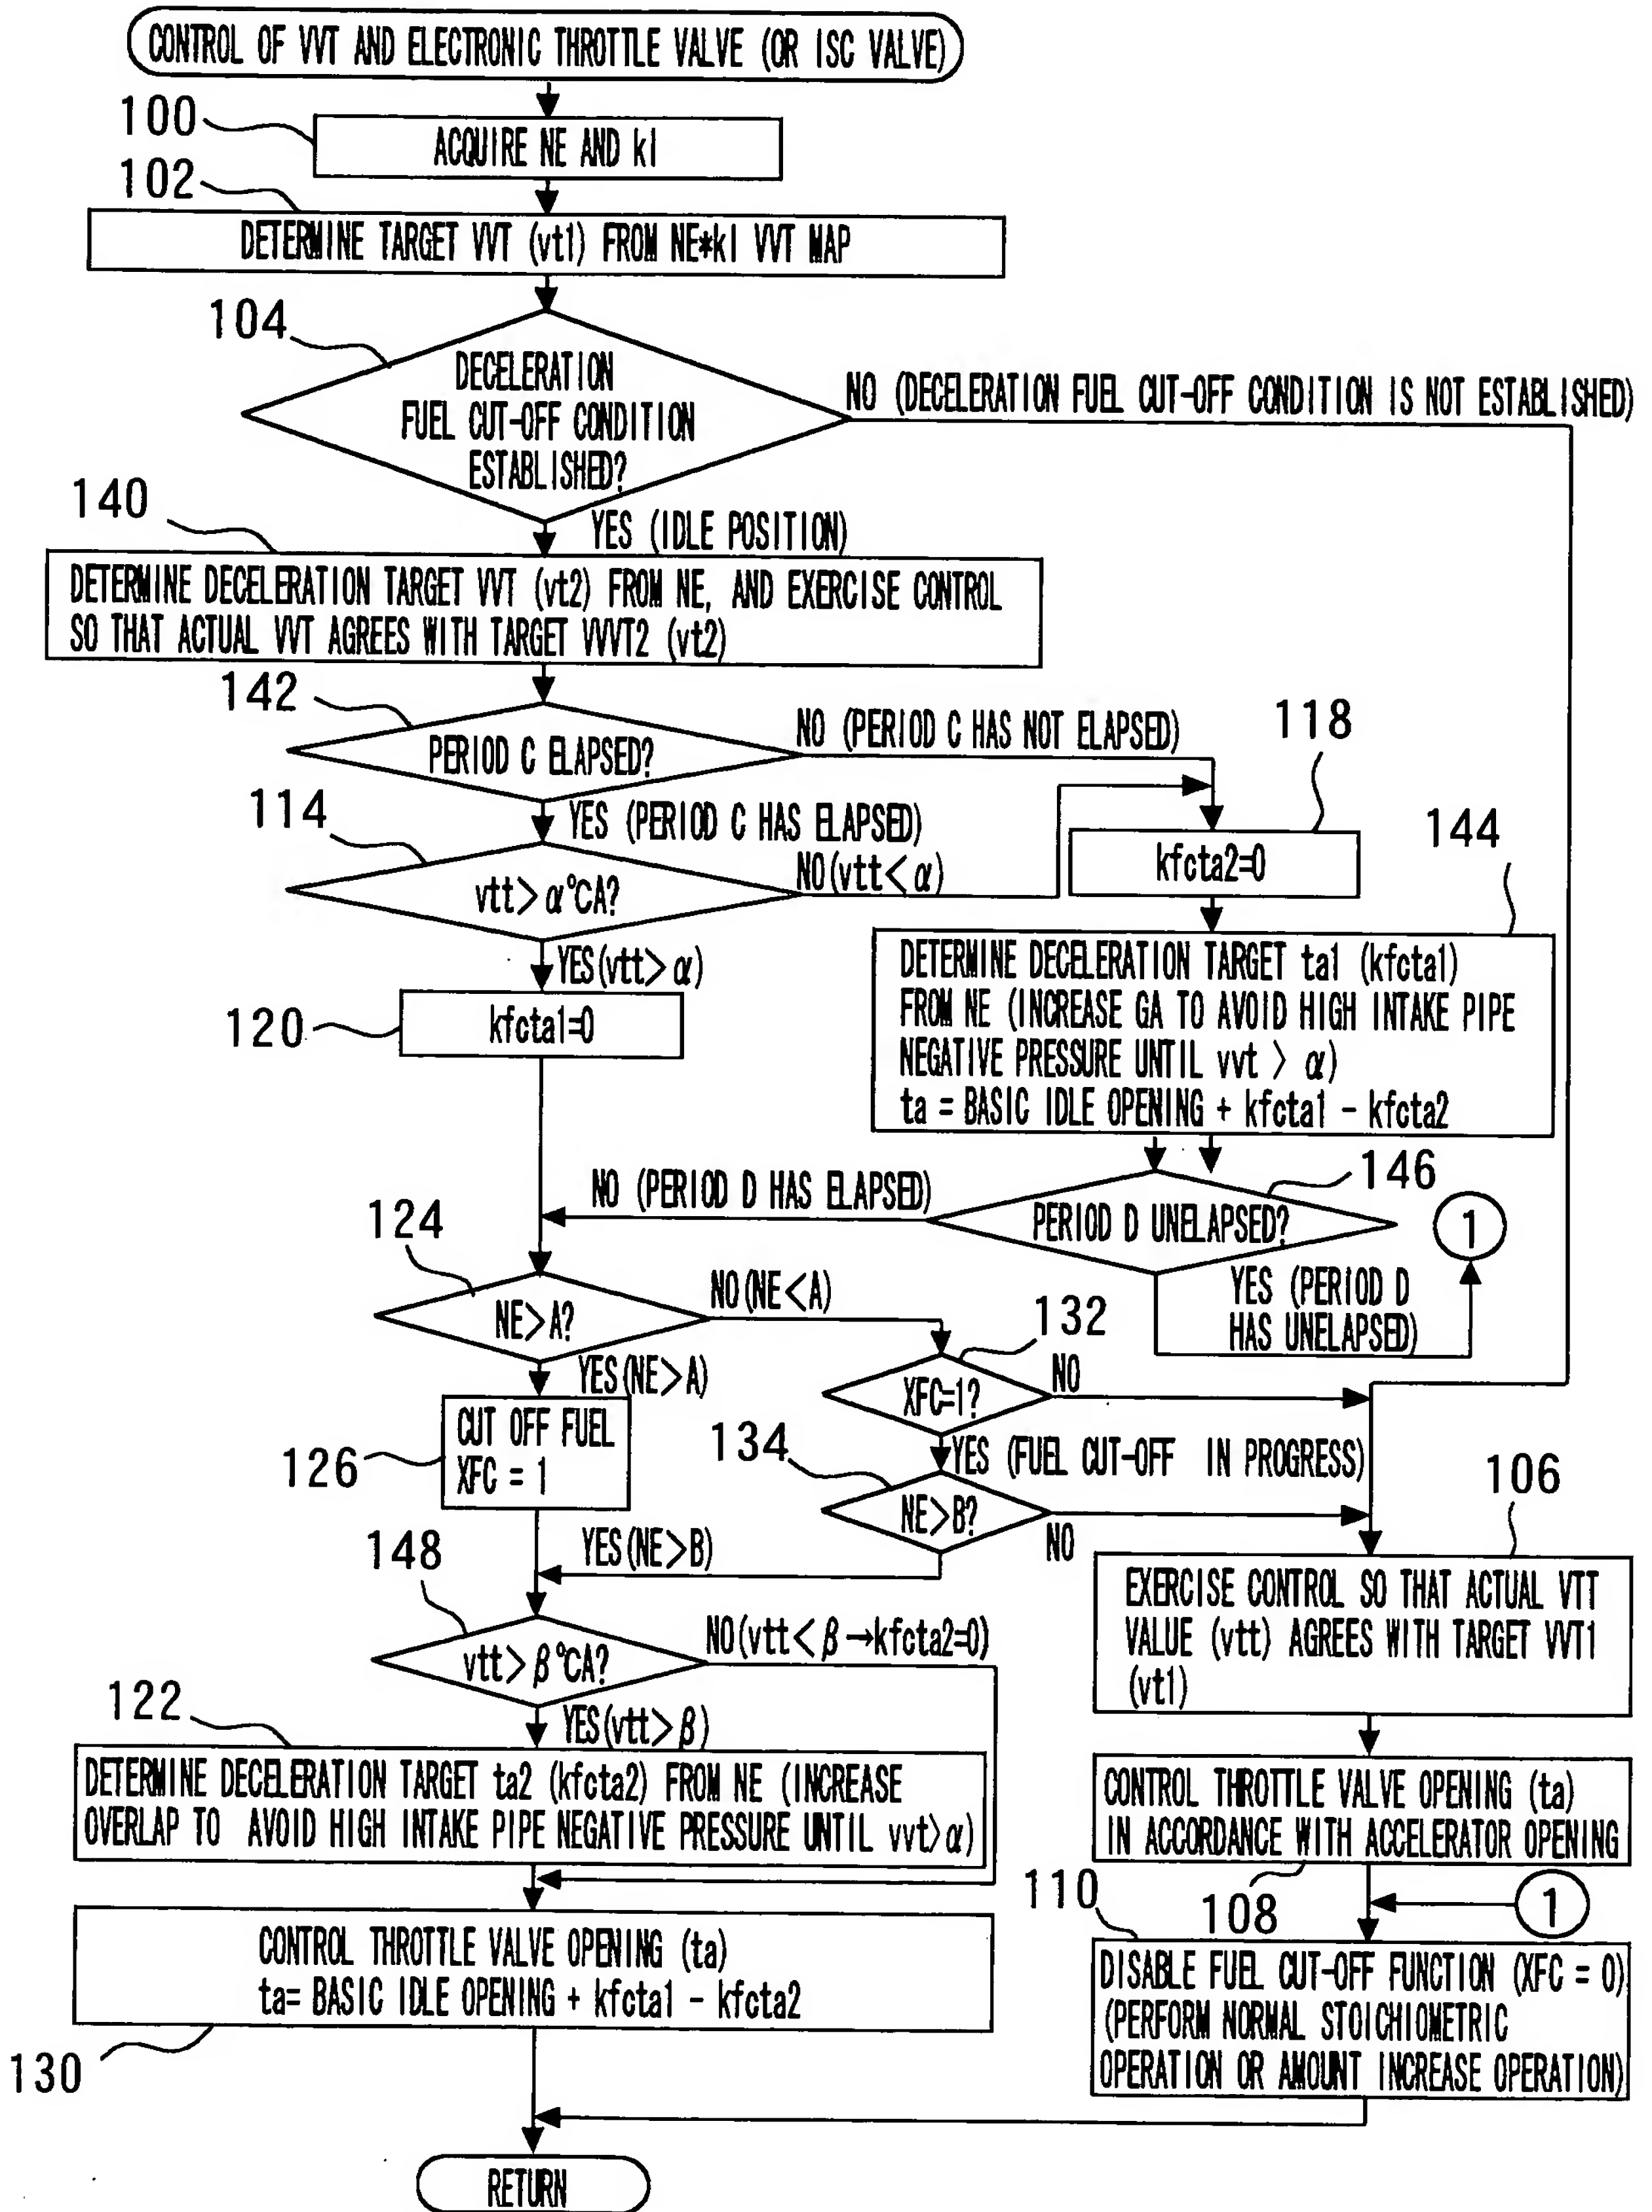 CONTROL OF VVT AND ELECTRONIC THROTTLE VALVE (OR ISC VALVE)
100
ACQUIRE NE AND kl
102
DETERMINE TARGET VVT (vt1) FROM NE*kl VVT MAP
104
DECELERATION
FUEL CUT-OFF CONDITION
ESTABLISHED?
NO (DECELERATION FUEL CUT-OFF CONDITION IS NOT ESTABLISHED)
YES (IDLE POSITION)
140
DETERMINE DECELERATION TARGET VVT (vt2) FROM NE, AND EXERCISE CONTROL
SO THAT ACTUAL VVT AGREES WITH TARGET VVVT2 (vt2)
142
PERIOD C ELAPSED?
NO (PERIOD C HAS NOT ELAPSED)
118
YES (PERIOD C HAS ELAPSED)
114
vtt> α°CA?
NO(vtt< α)
kfcta2=0
144
YES(vtt> α)
120
kfcta1=0
DETERMINE DECELERATION TARGET ta1 (kfcta1)
FROM NE (INCREASE GA TO AVOID HIGH INTAKE PIPE
NEGATIVE PRESSURE UNTIL vvt > α)
ta = BASIC IDLE OPENING + kfcta1 - kfcta2
NO (PERIOD D HAS ELAPSED)
146
PERIOD D UNELAPSED?
1
YES (PERIOD D
HAS UNELAPSED)
124
NE>A?
NO(NE<A)
132
YES(NE>A)
XFC=1?
NO
CUT OFF FUEL
XFC = 1
126
134
YES (FUEL CUT-OFF IN PROGRESS)
NE>B?
NO
106
YES(NE>B)
148
vtt> β°CA?
NO(vtt< β→kfcta2=0)
EXERCISE CONTROL SO THAT ACTUAL VTT
VALUE (vtt) AGREES WITH TARGET VVT1
(vt1)
122
YES(vtt> β)
DETERMINE DECELERATION TARGET ta2 (kfcta2) FROM NE (INCREASE
OVERLAP TO AVOID HIGH INTAKE PIPE NEGATIVE PRESSURE UNTIL vvt>α)
CONTROL THROTTLE VALVE OPENING (ta)
IN ACCORDANCE WITH ACCELERATOR OPENING
110
108
1
CONTROL THROTTLE VALVE OPENING (ta)
ta= BASIC IDLE OPENING + kfcta1 - kfcta2
130
DISABLE FUEL CUT-OFF FUNCTION (XFC = 0)
(PERFORM NORMAL STOICHIOMETRIC
OPERATION OR AMOUNT INCREASE OPERATION)
RETURN